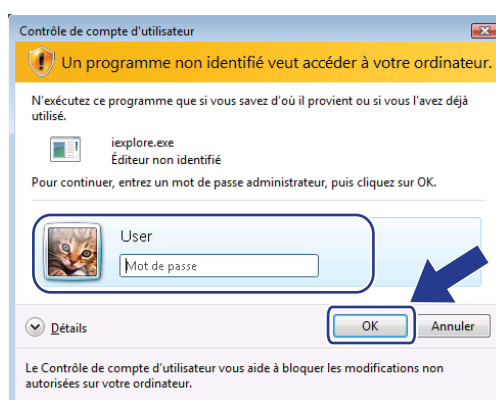 Contrôle de compte d'utilisateur
Un programme non identifié veut accéder à votre ordinateur.
N'exécutez ce programme que si vous savez d'où il provient ou si vous l'avez déjà
utilisé.
iexplore.exe
Éditeur non identifié
Pour continuer, entrez un mot de passe administrateur, puis cliquez sur OK.
User
Mot de passe
Détails
OK
Annuler
Le Contrôle de compte d'utilisateur vous aide à bloquer les modifications non
autorisées sur votre ordinateur.